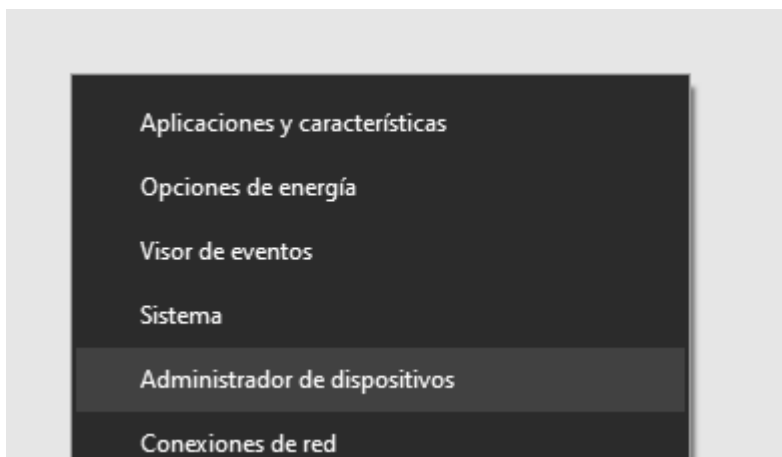 Aplicaciones y características
Opciones de energía
Visor de eventos
Sistema
Administrador de dispositivos
Conexiones de red